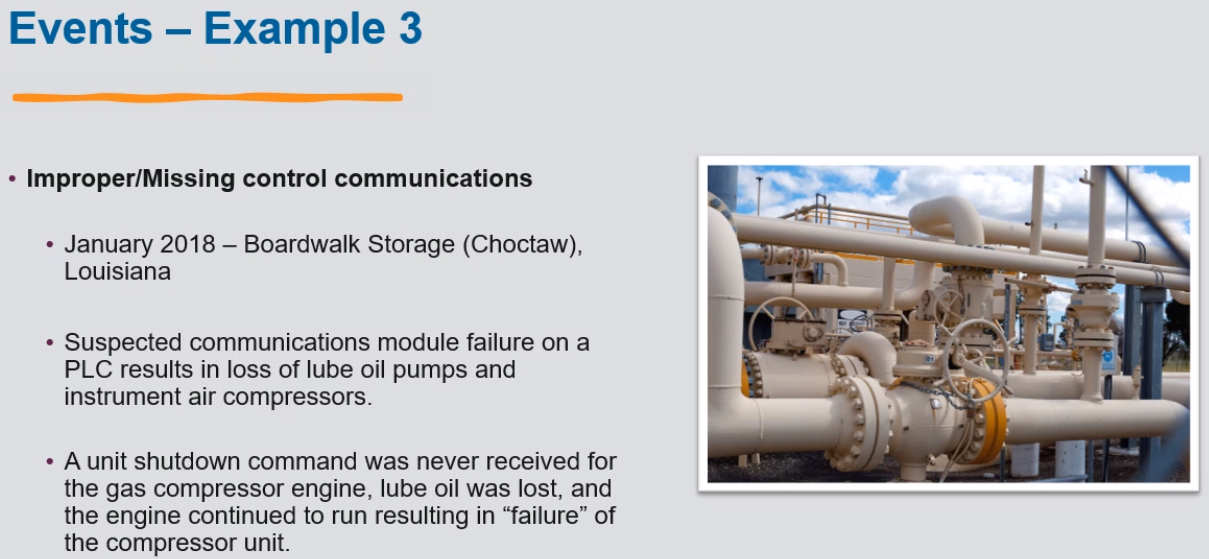 Events – Example 3
• Improper/Missing control communications
• January 2018 – Boardwalk Storage (Choctaw),
Louisiana
• Suspected communications module failure on a
PLC results in loss of lube oil pumps and
instrument air compressors.
• A unit shutdown command was never received for
the gas compressor engine, lube oil was lost, and
the engine continued to run resulting in “failure” of
the compressor unit.